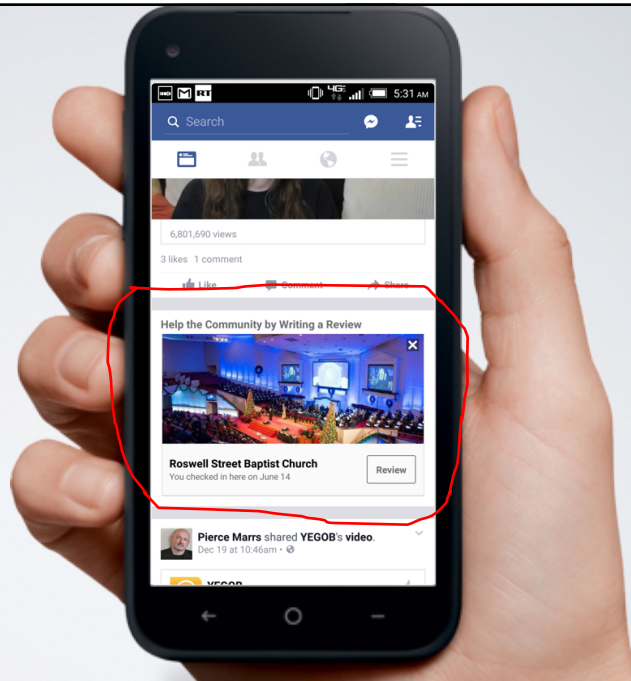 RT 4G 5:31 AM
Search
6,801,690 views
3 likes 1 comment
Like Comment Share
Help the Community by Writing a Review
Roswell Street Baptist Church
You checked in here on June 14
Review
Pierce Marrs shared YEGOB's video.
Dec 19 at 10:46am
YEGOB